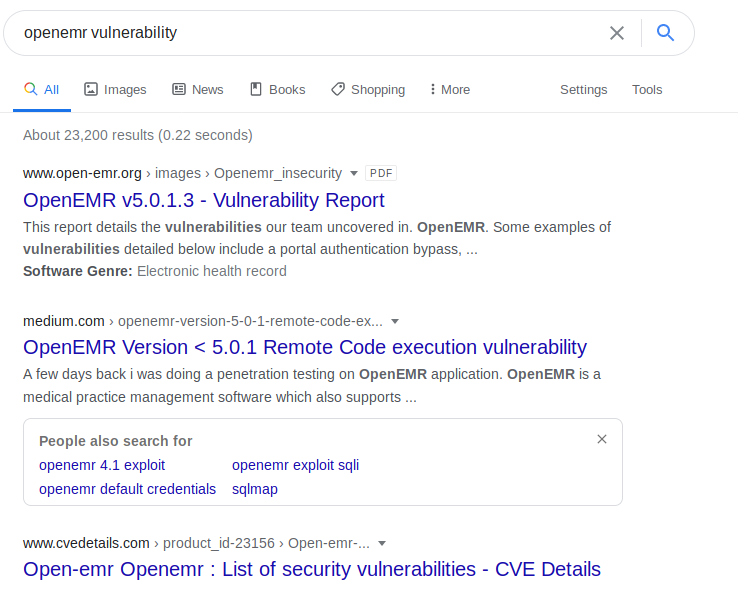 openemr vulnerability
All Images News Books Shopping More Settings Tools
About 23,200 results (0.22 seconds)
www.open-emr.org › images › Openemr_insecurity PDF
OpenEMR v5.0.1.3 - Vulnerability Report
This report details the vulnerabilities our team uncovered in. OpenEMR. Some examples of
vulnerabilities detailed below include a portal authentication bypass, ...
Software Genre: Electronic health record
medium.com › openemr-version-5-0-1-remote-code-ex...
OpenEMR Version < 5.0.1 Remote Code execution vulnerability
A few days back i was doing a penetration testing on OpenEMR application. OpenEMR is a
medical practice management software which also supports ...
People also search for
openemr 4.1 exploit openemr exploit sqli
openemr default credentials sqlmap
www.cvedetails.com › product_id-23156 › Open-emr-...
Open-emr Openemr : List of security vulnerabilities - CVE Details